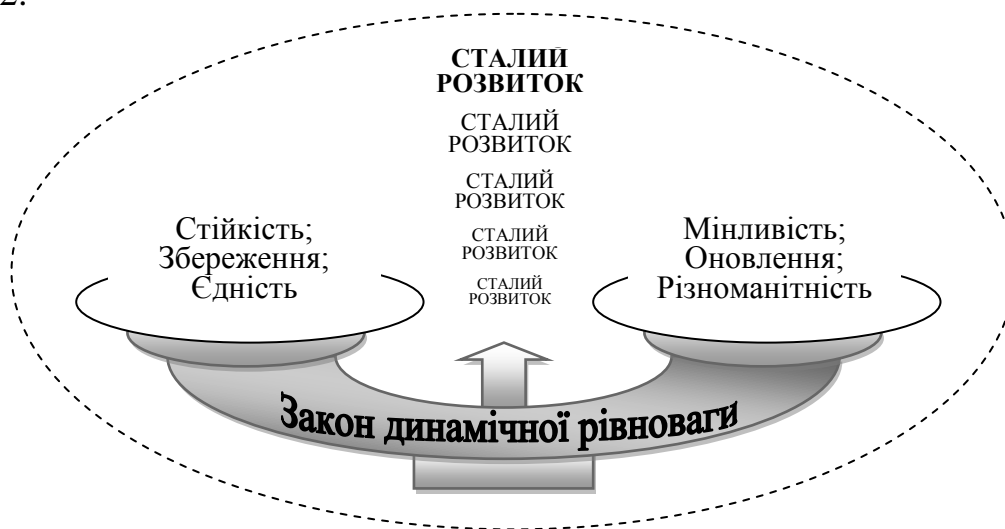 2.
СТАЛИЙ
РОЗВИТОК
СТАЛИЙ
РОЗВИТОК
СТАЛИЙ
РОЗВИТОК
СТАЛИЙ
РОЗВИТОК
СТАЛИЙ
РОЗВИТОК
Стійкість;
Збереження;
Єдність
Мінливість;
Оновлення;
Різноманітність
Закон динамічної рівноваги